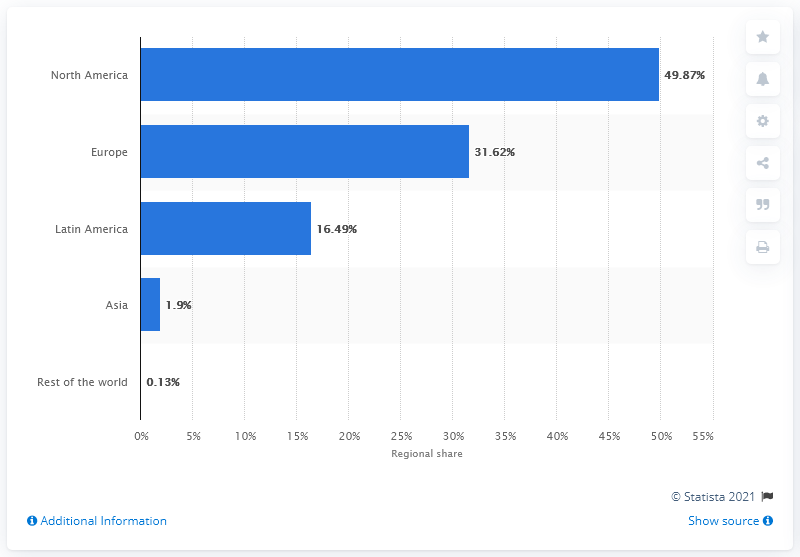 North America 49.87%
Europe 31.62%
Latin America 16.49%
Asia 1.9%
Rest of the world 0.13%
0% 5% 10% 15% 20% 25% 30% 35% 40% 45% 50% 55%
Regional share
© Statista 2021
Additional Information Show source